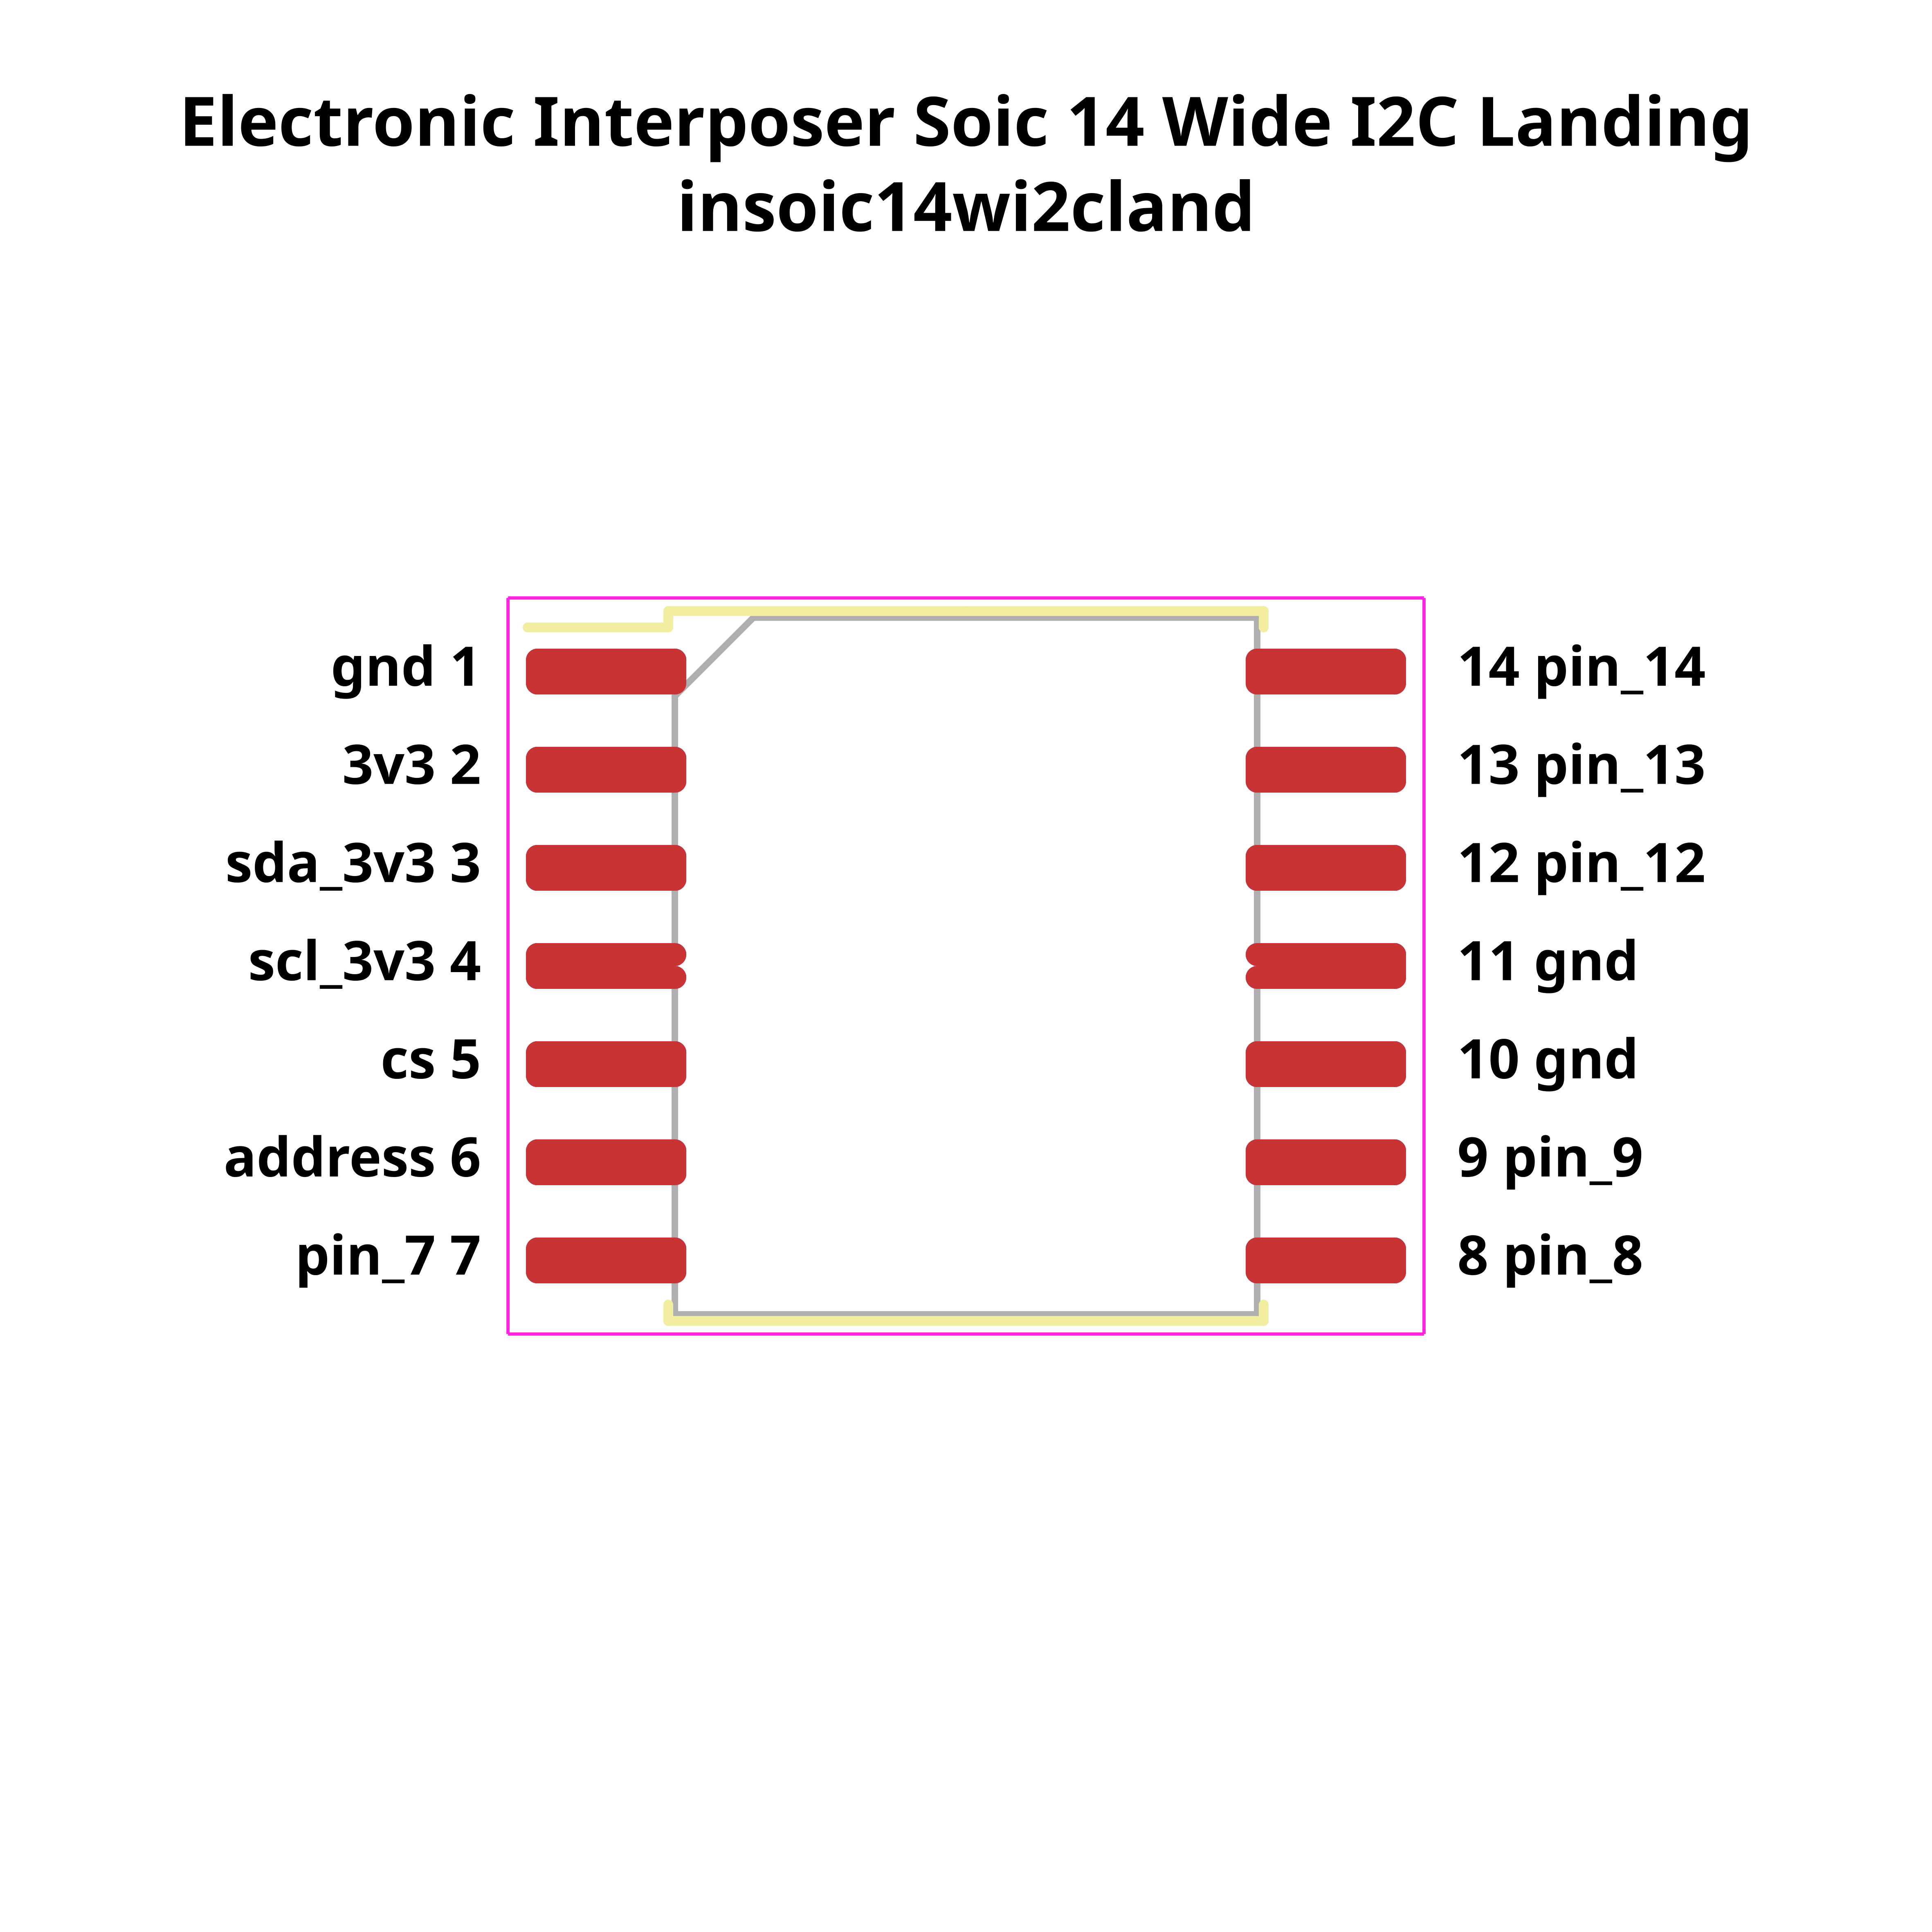 Electronic Interposer Soic 14 Wide I2C Landing
insoic14wi2cland
gnd 1
3v3 2
sda_3v3 3
scl_3v3 4
cs 5
address 6
pin_7 7
14 pin_14
13 pin_13
12 pin_12
11 gnd
10 gnd
9 pin_9
8 pin_8